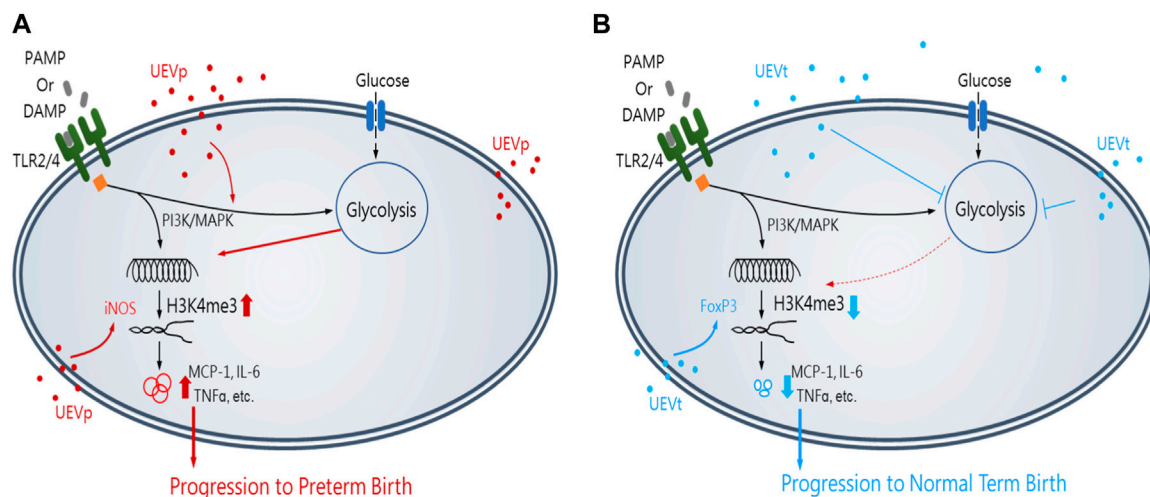 A
PAMP
Or
DAMP
TLR2/4
UEVp
Glucose
UEVp
PI3K/MAPK
Glycolysis
H3K4me3
iNOS
MCP-1, IL-6
TNFα, etc.
UEVp
Progression to Preterm Birth
B
PAMP
Or
DAMP
TLR2/4
UEVt
Glucose
UEVt
PI3K/MAPK
Glycolysis
H3K4me3
FoxP3
MCP-1, IL-6
TNFα, etc.
UEVt
Progression to Normal Term Birth